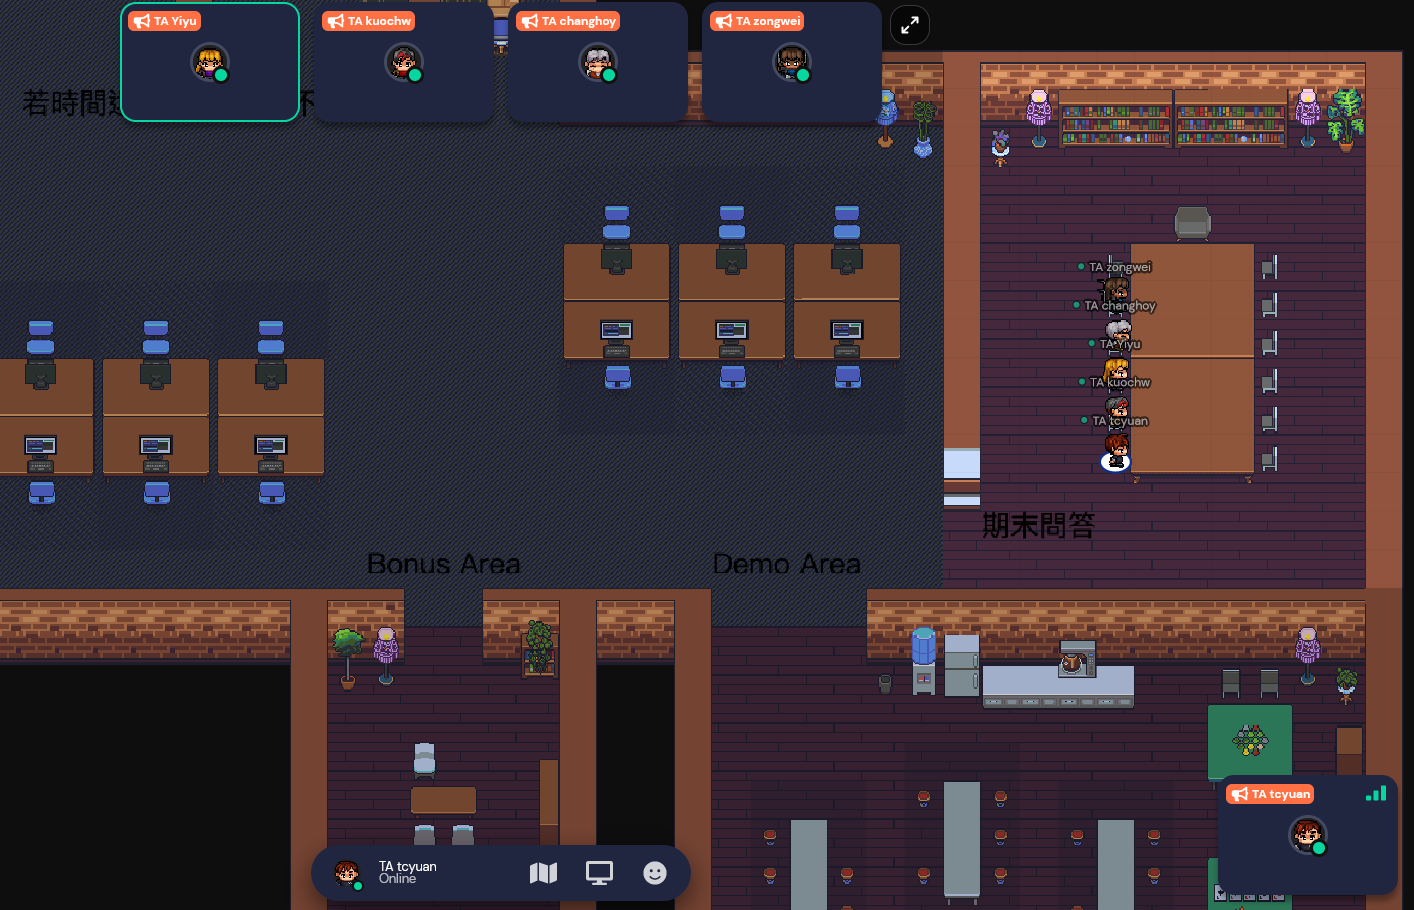 TA Yiyu
TA kuochw
TA changhoy
TA zongwei
若時間
不
TA zongwei
TA changhoy
TA Yiyu
TA kuochw
TA tcyuan
期末問答
Bonus Area
Demo Area
TA tcyuan
TA tcyuan
Online